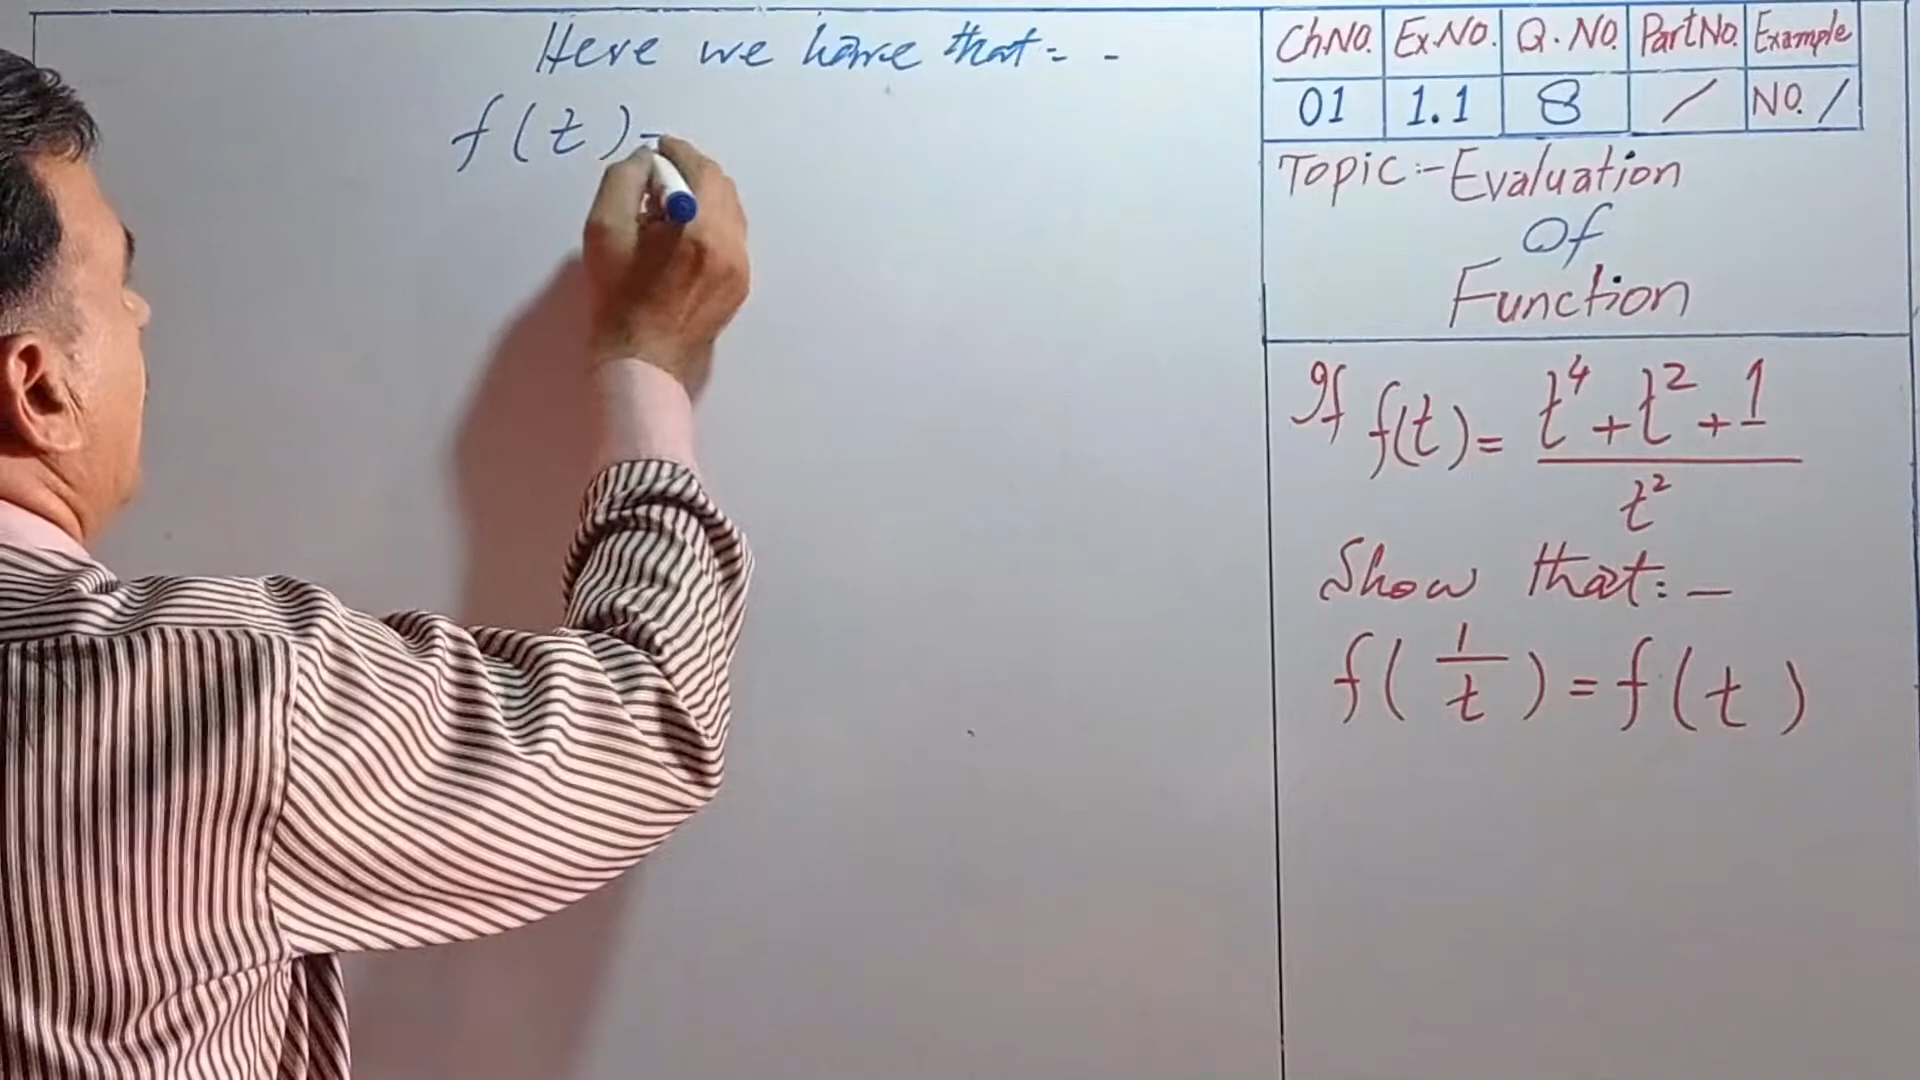 Here we have that:-
f(t)=
Ch.No. Ex.No. Q.No. Part No. Example
01 1.1 8 / No. /
Topic:- Evaluation
Of
Function
If f(t) = t⁴+t²+1
t²
Show that:-
f(1/t) = f(t)